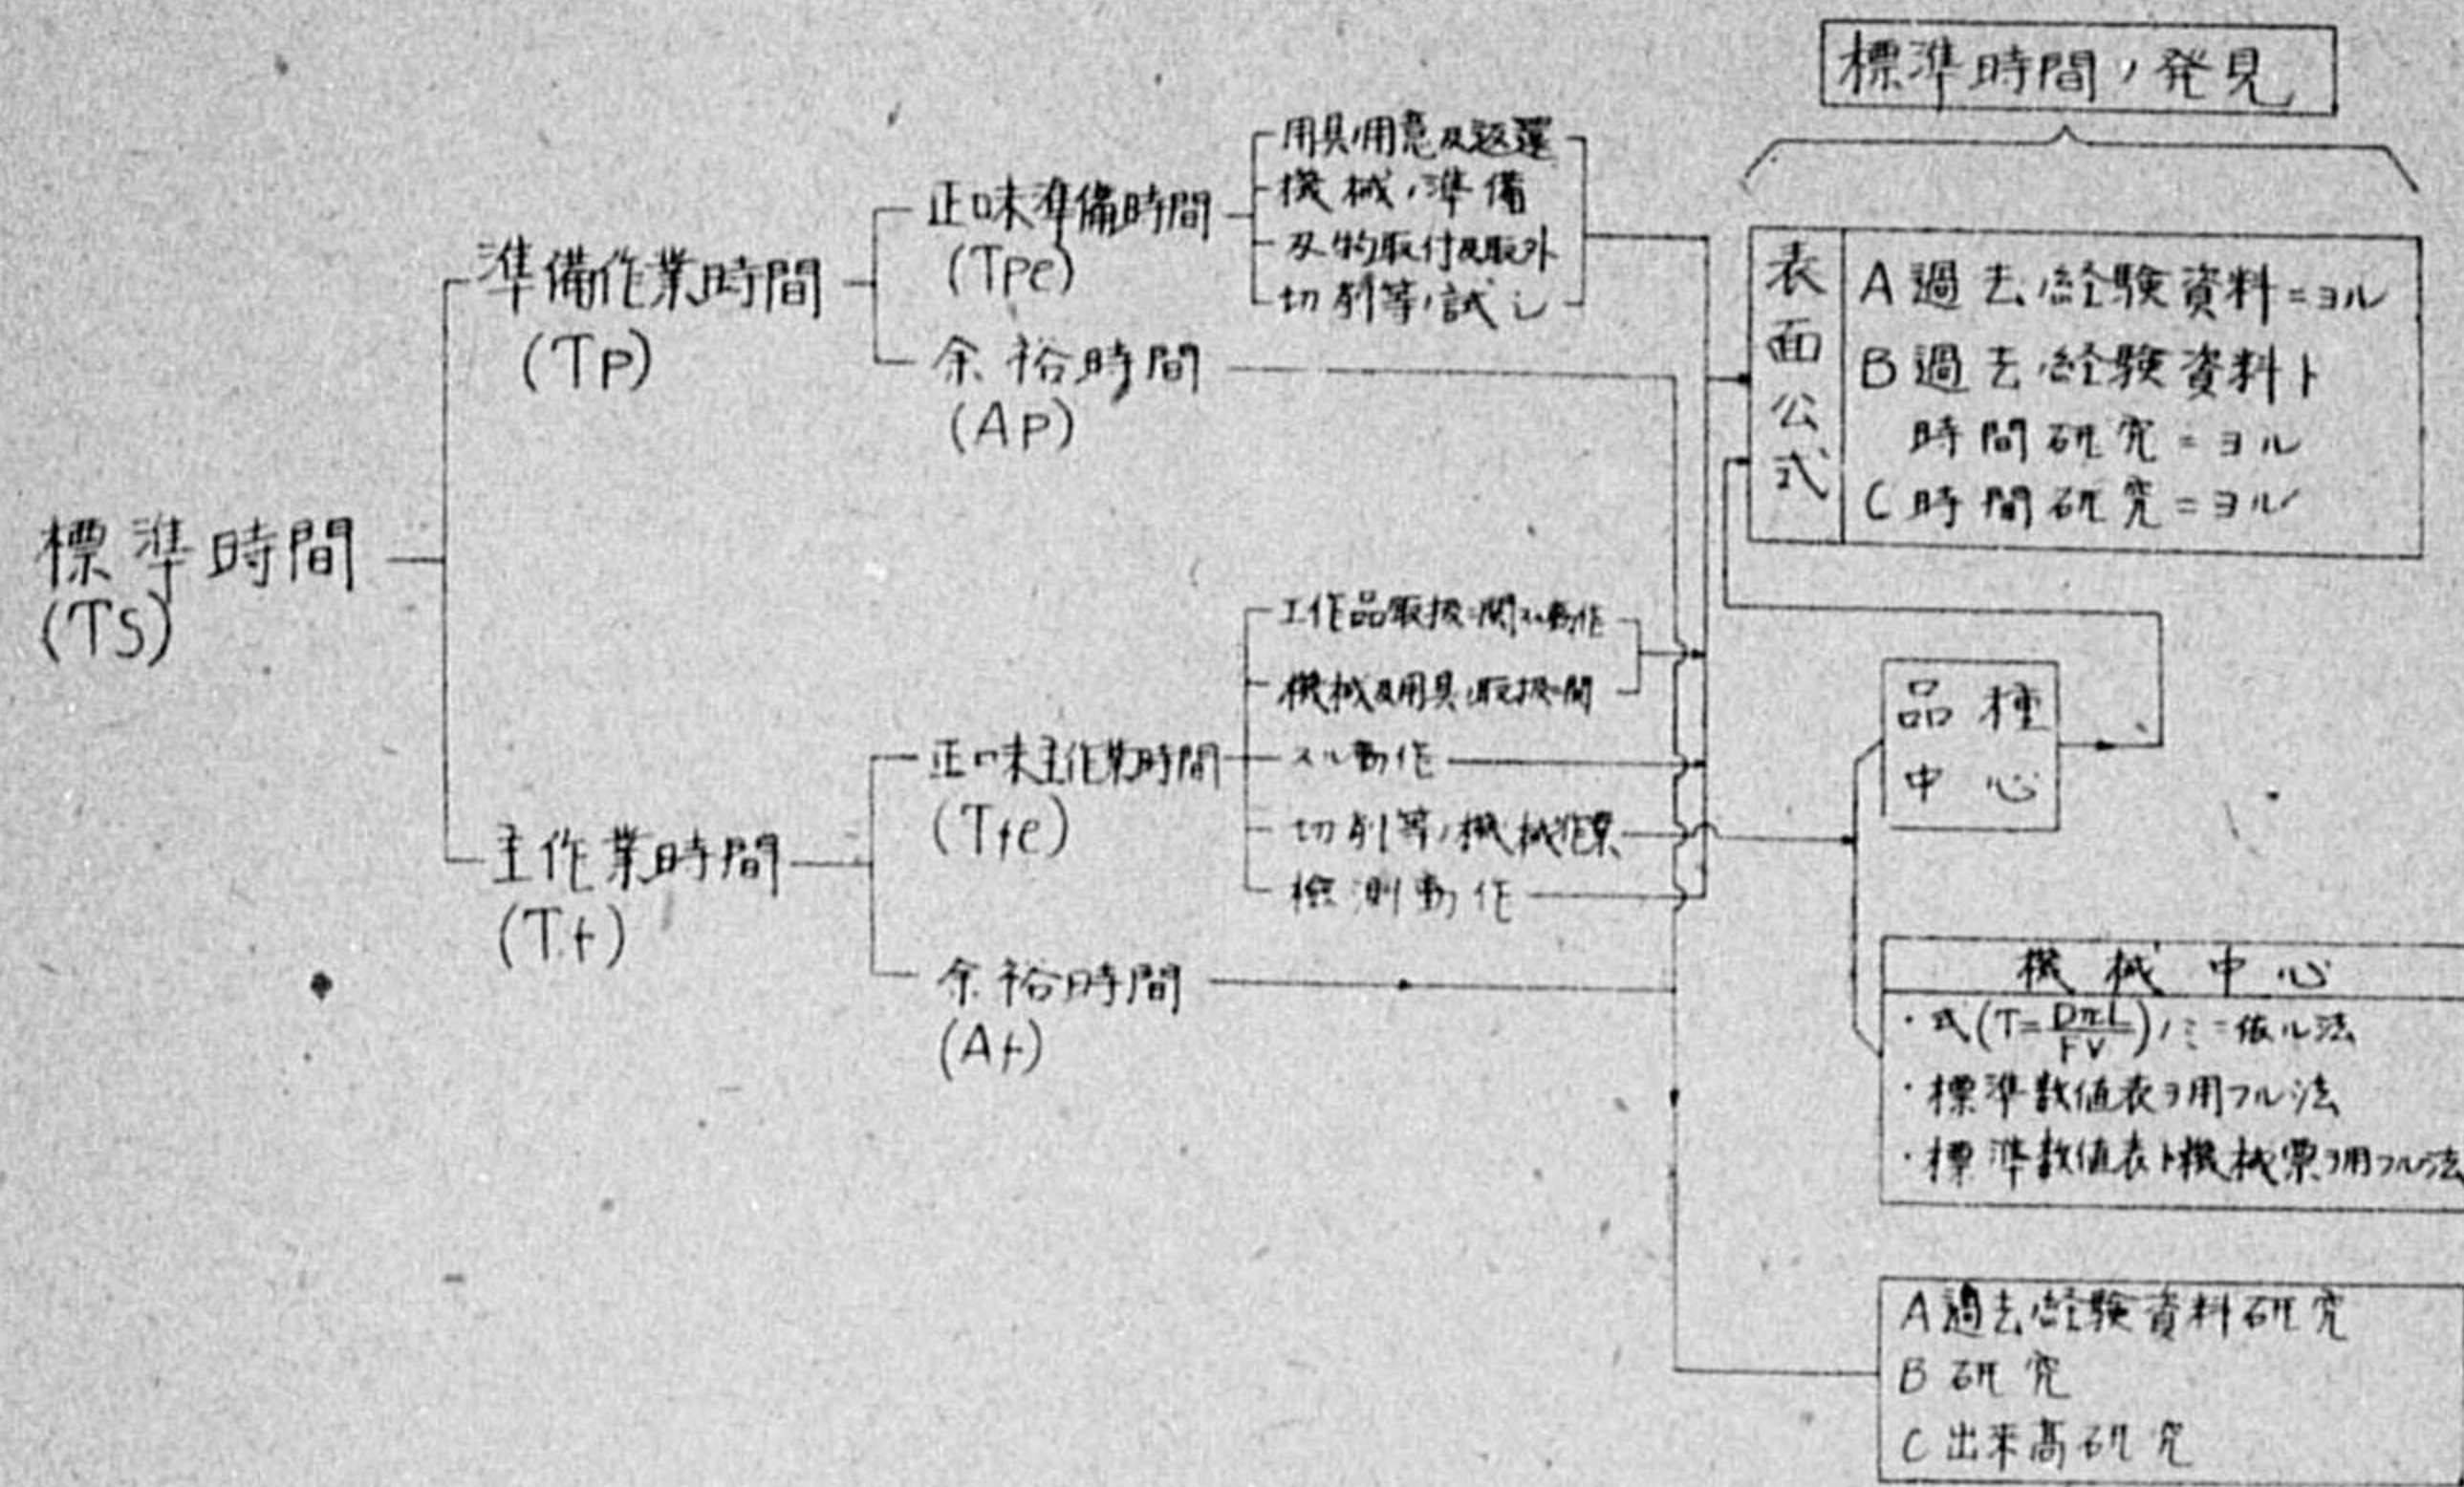 標準時間ノ発見
標準時間
(TS)
準備作業時間
(TP)
正味準備時間
(Tpe)
用具ノ用意及返還
機械ノ準備
刃物取付及取外
切削等ノ試シ
余裕時間
(AP)
表面公式
A 過去ノ経験資料ニヨル
B 過去ノ経験資料ト
時間研究ニヨル
C 時間研究ニヨル
主作業時間
(Tf)
正味主作業時間
(Tfe)
工作品取扱ニ関スル動作
機械及用具ノ取扱ニ関
スル動作
切削等ノ機械作業
検測動作
余裕時間
(Af)
品種
中心
機械中心
・式(T=DπL/FV)ノミニ依ル法
・標準数値表ヲ用フル法
・標準数値表ト機械票ヲ用フル法
A 過去ノ経験資料研究
B 研究
C 出来高研究